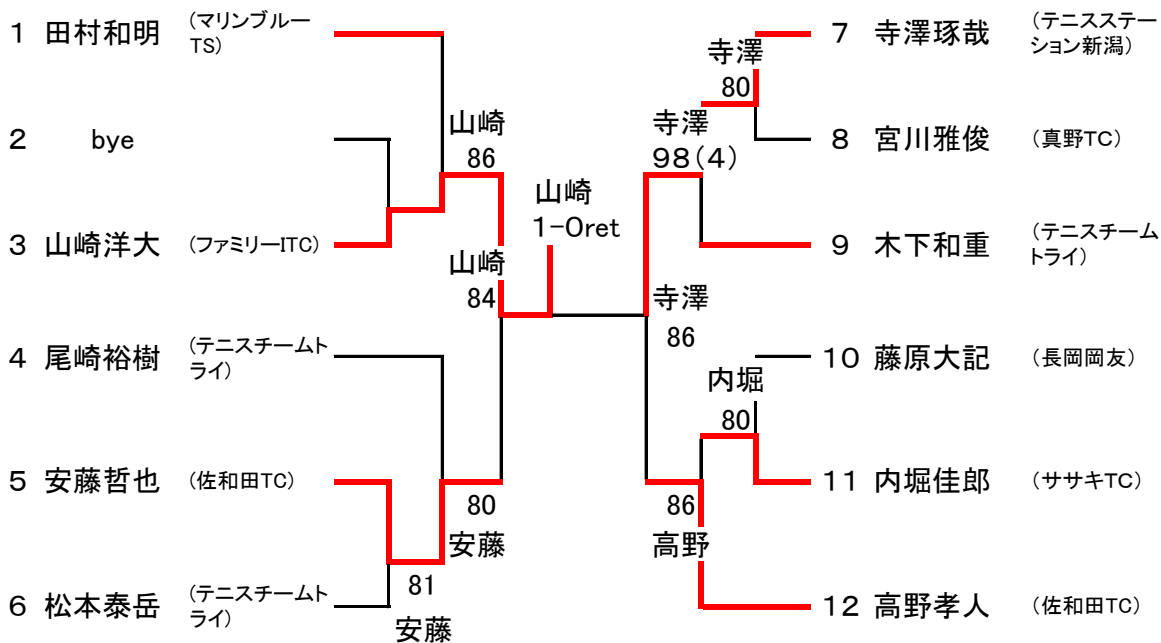 1 田村和明 (マリンブルー
TS)
2 bye
3 山崎洋大 (ファミリーITC)
4 尾崎裕樹 (テニスチームト
ライ)
5 安藤哲也 (佐和田TC)
6 松本泰岳 (テニスチームト
ライ)
山崎
86
山崎
84
80
安藤
81
安藤
山崎
1-0ret
寺澤
80
寺澤
98(4)
寺澤
86
内堀
80
86
高野
7 寺澤琢哉 (テニスステー
ション新潟)
8 宮川雅俊 (真野TC)
9 木下和重 (テニスチーム
トライ)
10 藤原大記 (長岡岡友)
11 内堀佳郎 (ササキTC)
12 高野孝人 (佐和田TC)